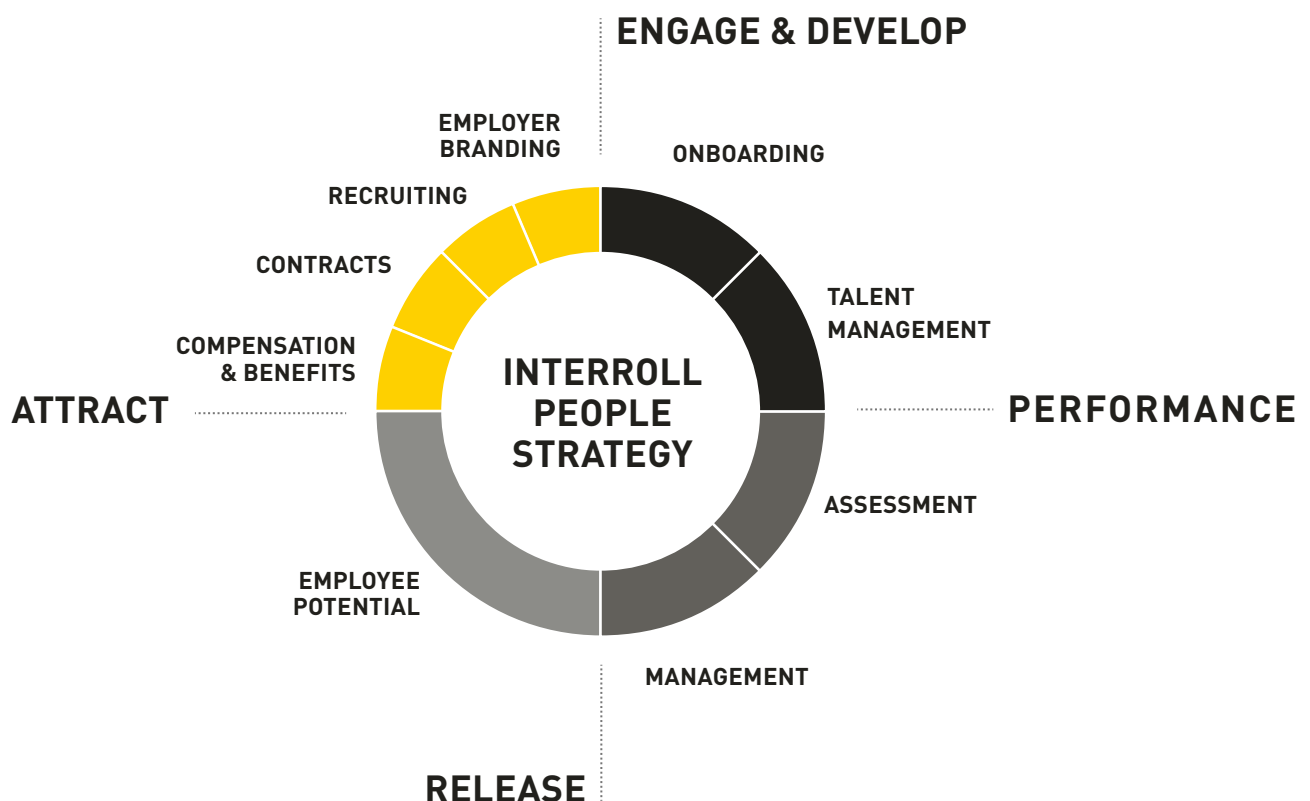 ENGAGE & DEVELOP
EMPLOYER
BRANDING
ONBOARDING
RECRUITING
CONTRACTS
TALENT
MANAGEMENT
COMPENSATION
& BENEFITS
INTERROLL
PEOPLE
STRATEGY
ATTRACT
PERFORMANCE
ASSESSMENT
EMPLOYEE
POTENTIAL
MANAGEMENT
RELEASE